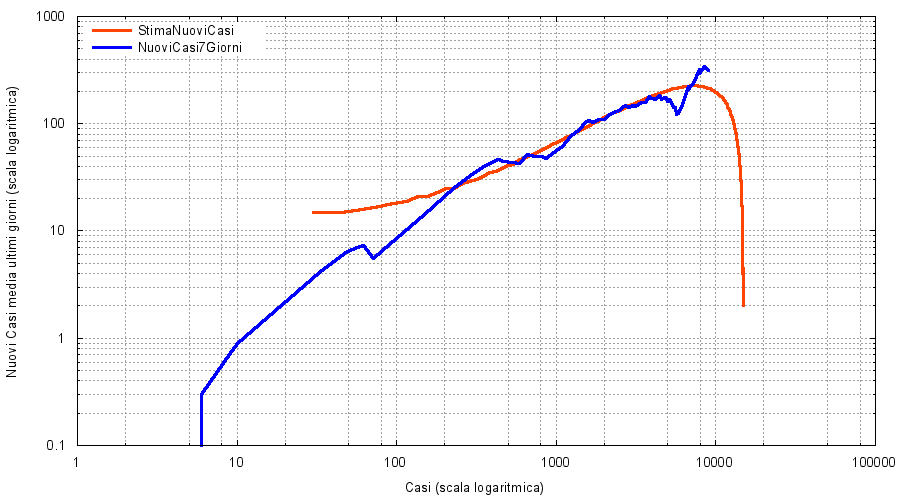 1000
StimaNuoviCasi
NuoviCasi7Giorni
100
10
1
0.1
1 10 100 1000 10000 100000
Nuovi Casi media ultimi giorni (scala logaritmica)
Casi (scala logaritmica)